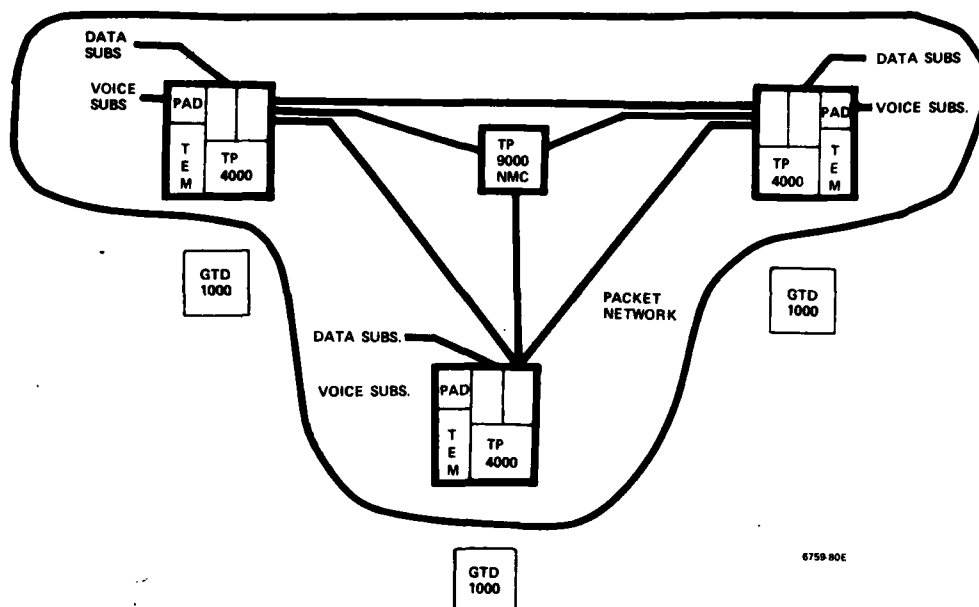 DATA
SUBS
VOICE
SUBS
PAD
T
E
M
TP
4000
TP
9000
NMC
DATA SUBS
VOICE SUBS.
PAD
TP
4000
T
E
M
GTD
1000
GTD
1000
PACKET
NETWORK
DATA SUBS.
VOICE SUBS.
PAD
T
E
M
TP
4000
6759-80E
GTD
1000